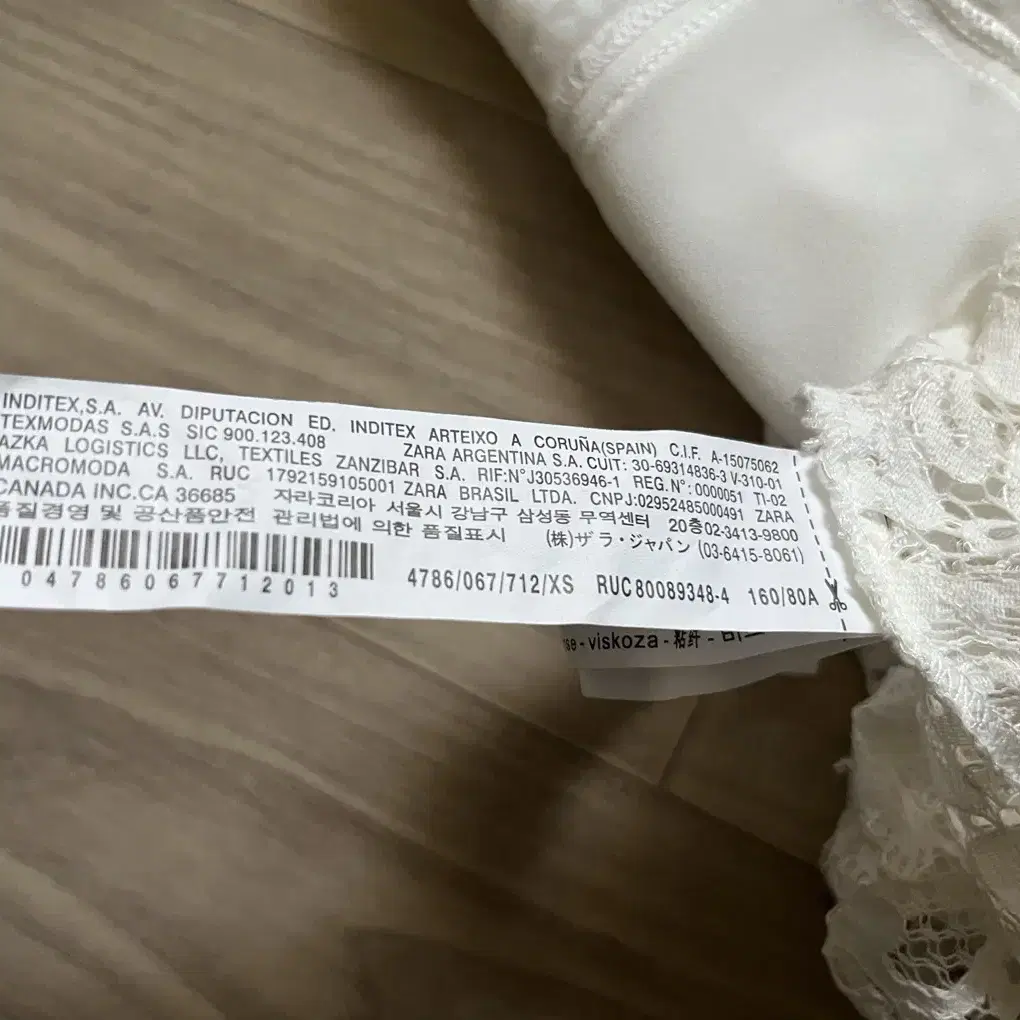 INDITEX,S.A. AV. DIPUTACION ED. INDITEX ARTEIXO A CORUÑA(SPAIN) C.I.F. A-15075062
TEXMODAS S.A.S SIC 900.123.408 ZARA ARGENTINA S.A. CUIT: 30-69314836-3 V-310-01
AZKA LOGISTICS LLC, TEXTILES ZANZIBAR S.A. RIF:N°J30536946-1 REG.N°:0000051 TI-02
MACROMODA S.A. RUC 1792159105001 ZARA BRASIL LTDA. CNPJ:02952485000491 ZARA
CANADA INC.CA 36685 자라코리아 서울시 강남구 삼성동 무역센터 20층02-3413-9800
품질경영 및 공산품안전 관리법에 의한 품질표시 (株)ザラ・ジャパン (03-6415-8061)
04786067712013 4786/067/712/XS RUC80089348-4 160/80A
-viskoza-粘纤-